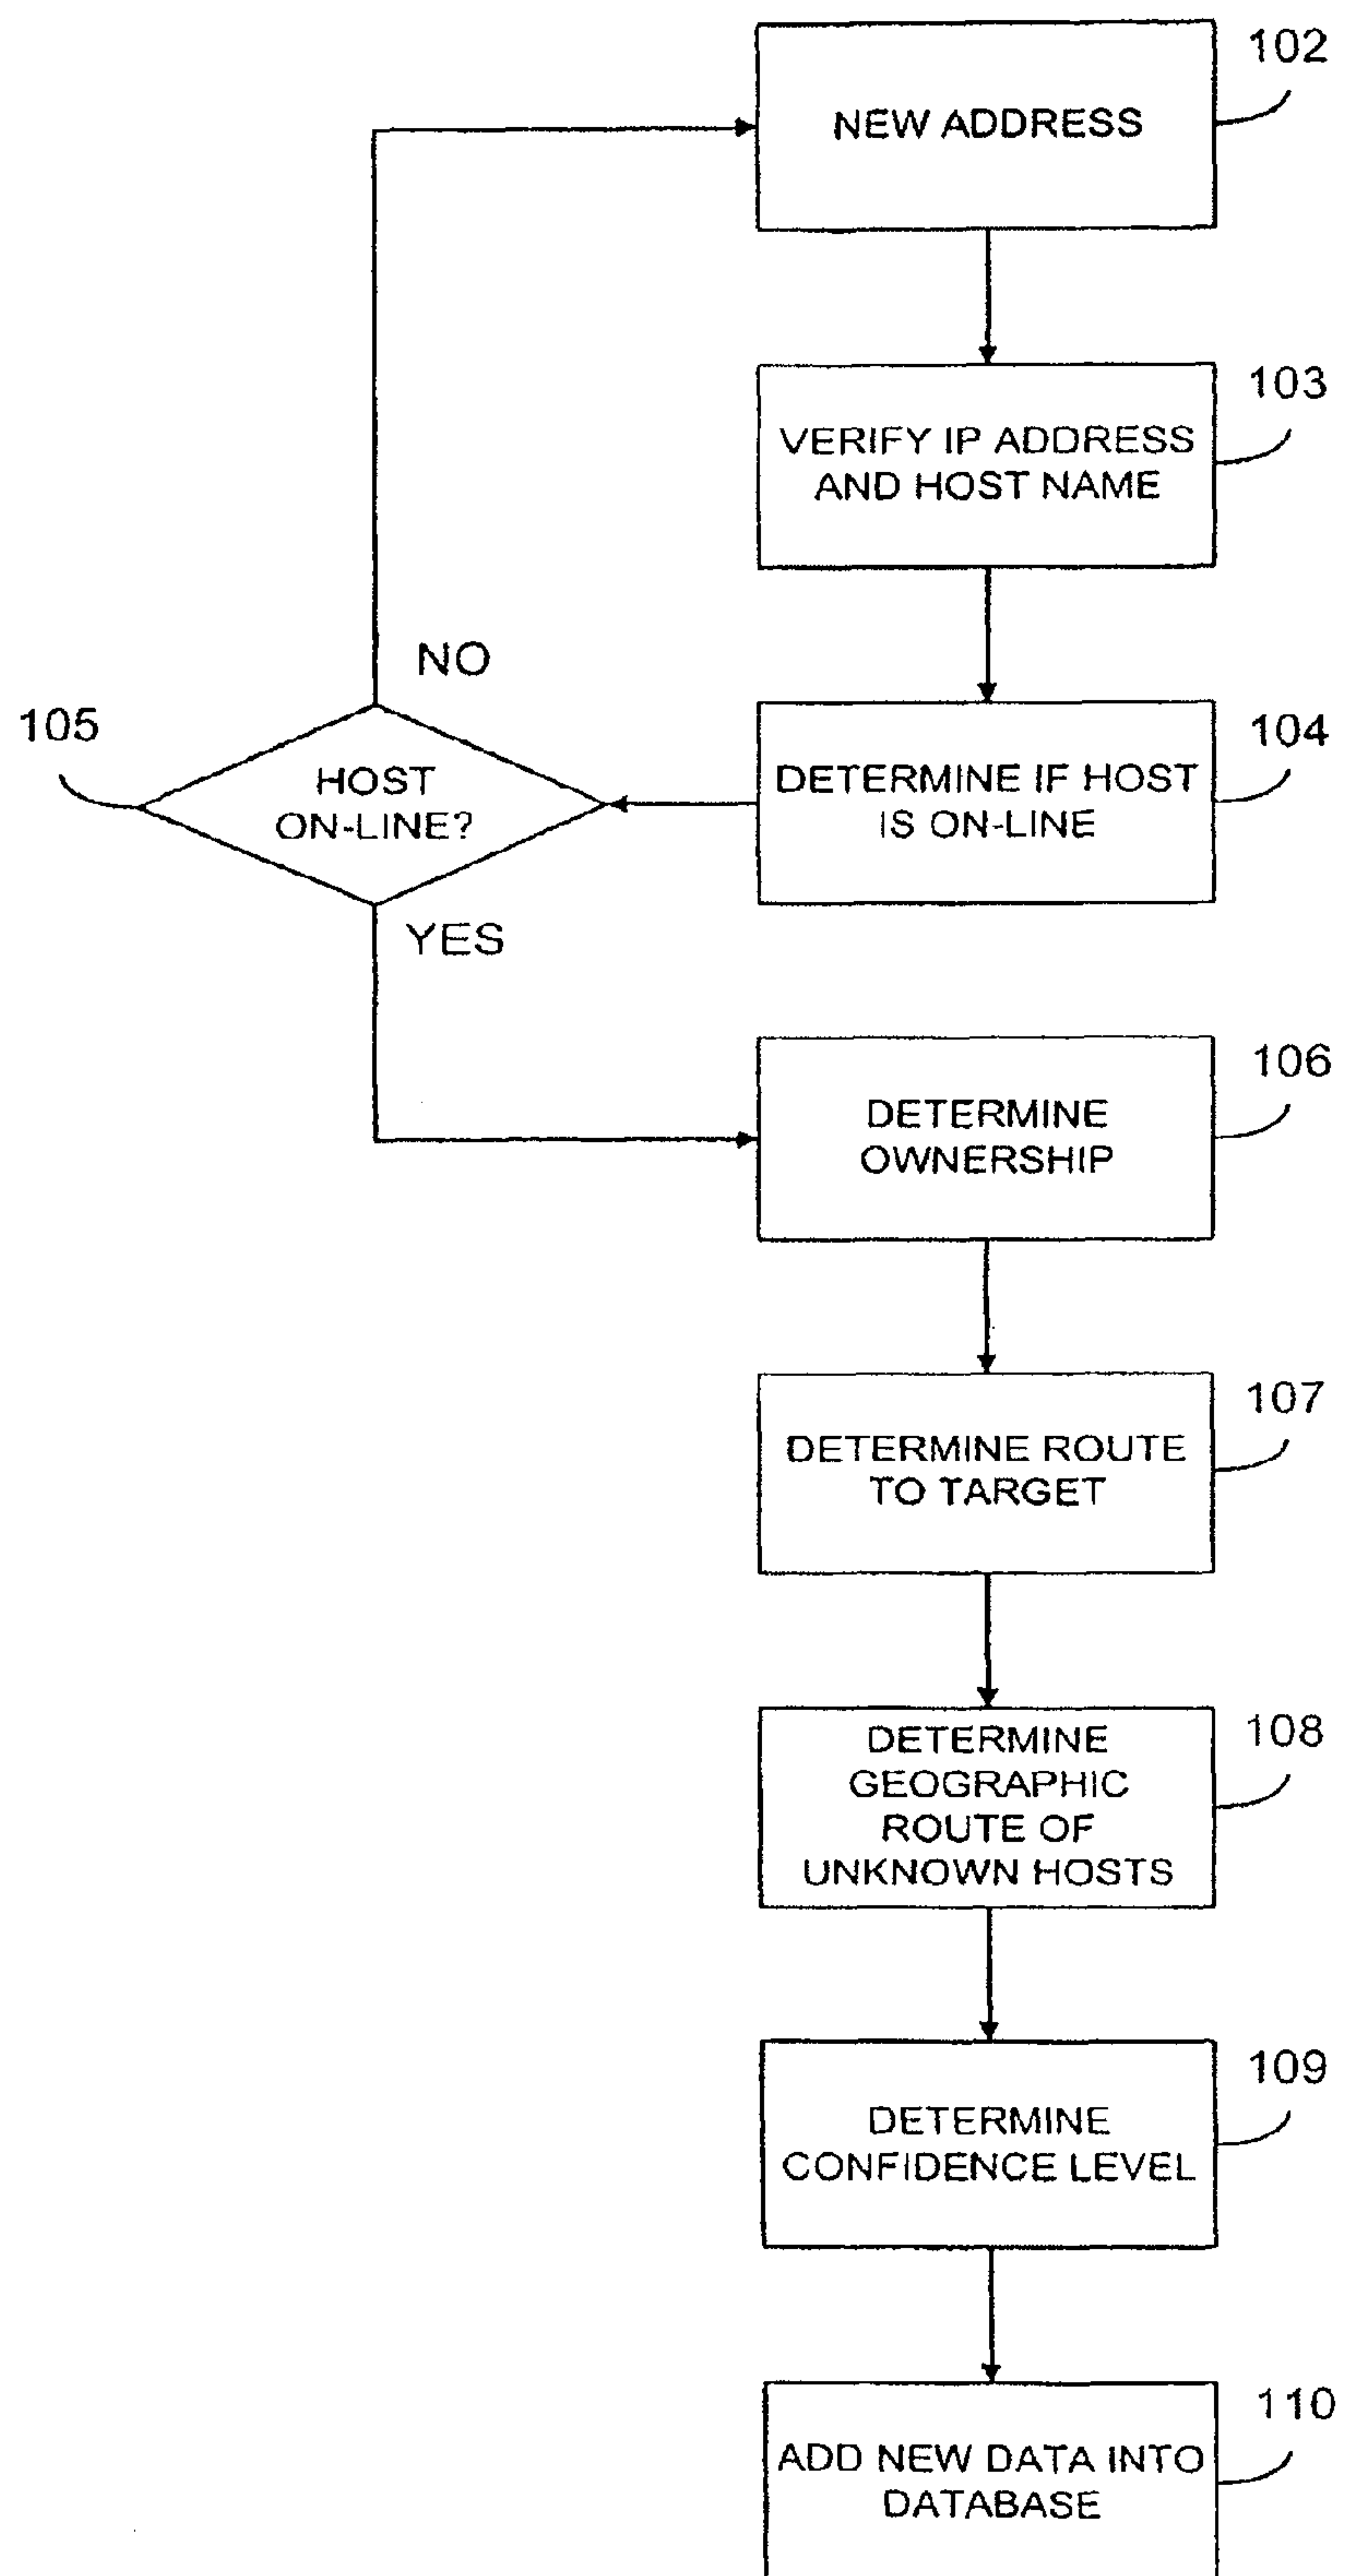 102
NEW ADDRESS
103
VERIFY IP ADDRESS
AND HOST NAME
NO
105
HOST
ON-LINE?
104
DETERMINE IF HOST
IS ON-LINE
YES
106
DETERMINE
OWNERSHIP
107
DETERMINE ROUTE
TO TARGET
108
DETERMINE
GEOGRAPHIC
ROUTE OF
UNKNOWN HOSTS
109
DETERMINE
CONFIDENCE LEVEL
110
ADD NEW DATA INTO
DATABASE